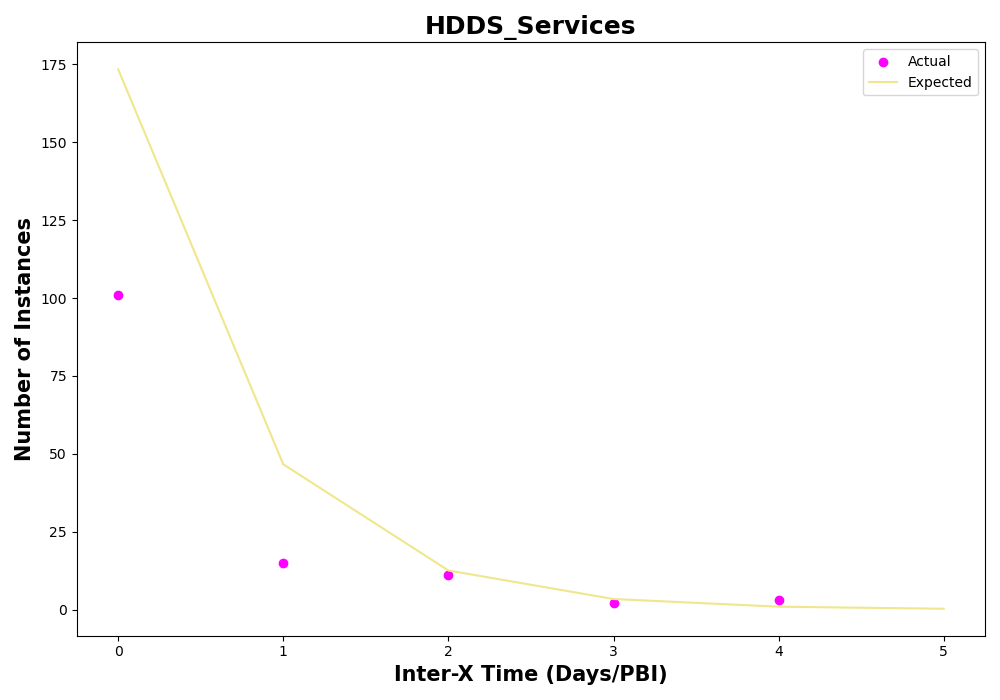 HDDS_Services
Actual
Expected
Number of Instances
175
150
125
100
75
50
25
0
0 1 2 3 4 5
Inter-X Time (Days/PBI)